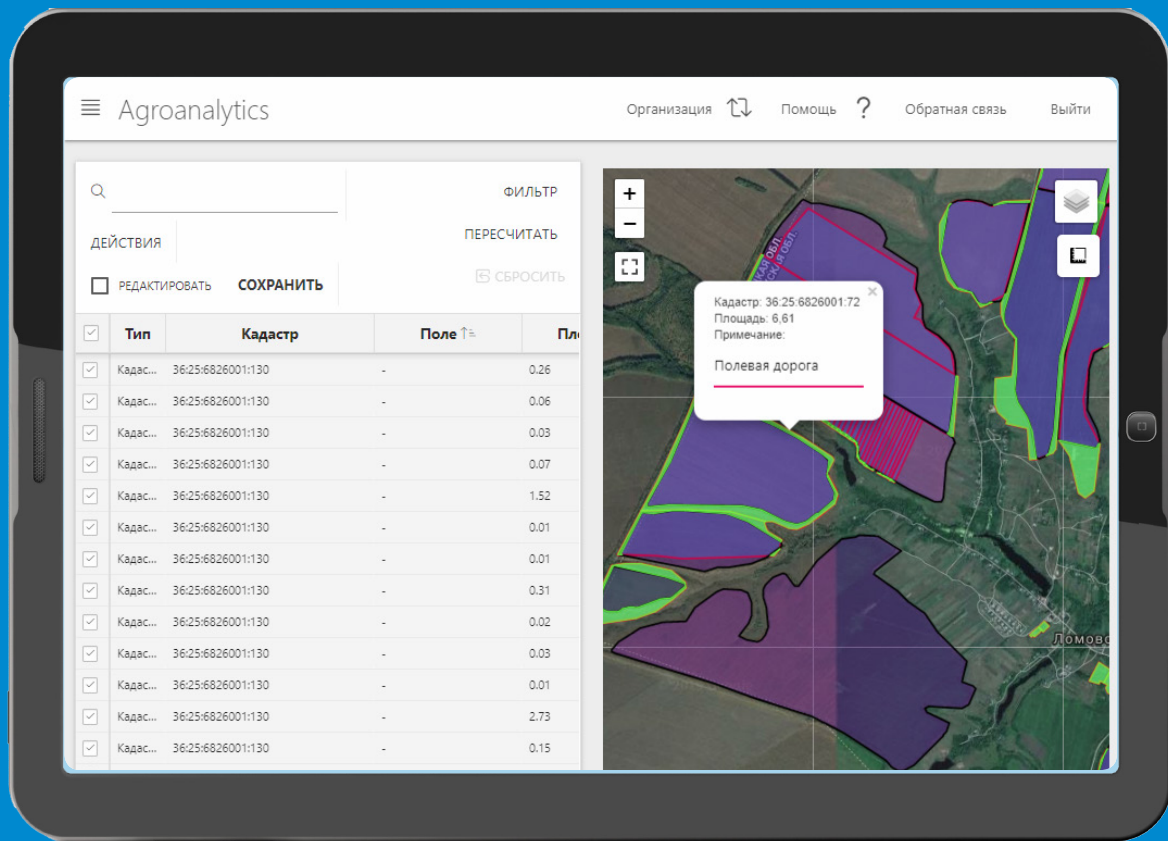 Agroanalytics
Организация
Помощь ?
Обратная связь
Выйти
ФИЛЬТР
ДЕЙСТВИЯ
ПЕРЕСЧИТАТЬ
РЕДАКТИРОВАТЬ
СОХРАНИТЬ
СБРОСИТЬ
Тип Кадастр Поле Пло
Кадас... 36:25:6826001:130 - 0.26
Кадас... 36:25:6826001:130 - 0.06
Кадас... 36:25:6826001:130 - 0.03
Кадас... 36:25:6826001:130 - 0.07
Кадас... 36:25:6826001:130 - 1.52
Кадас... 36:25:6826001:130 - 0.01
Кадас... 36:25:6826001:130 - 0.01
Кадас... 36:25:6826001:130 - 0.31
Кадас... 36:25:6826001:130 - 0.02
Кадас... 36:25:6826001:130 - 0.03
Кадас... 36:25:6826001:130 - 0.01
Кадас... 36:25:6826001:130 - 2.73
Кадас... 36:25:6826001:130 - 0.15
+
−
КАЯ ОБЛ.
СКАЯ ОБЛ.
Кадастр: 36:25:6826001:72
Площадь: 6,61
Примечание:
Полевая дорога
Ломово